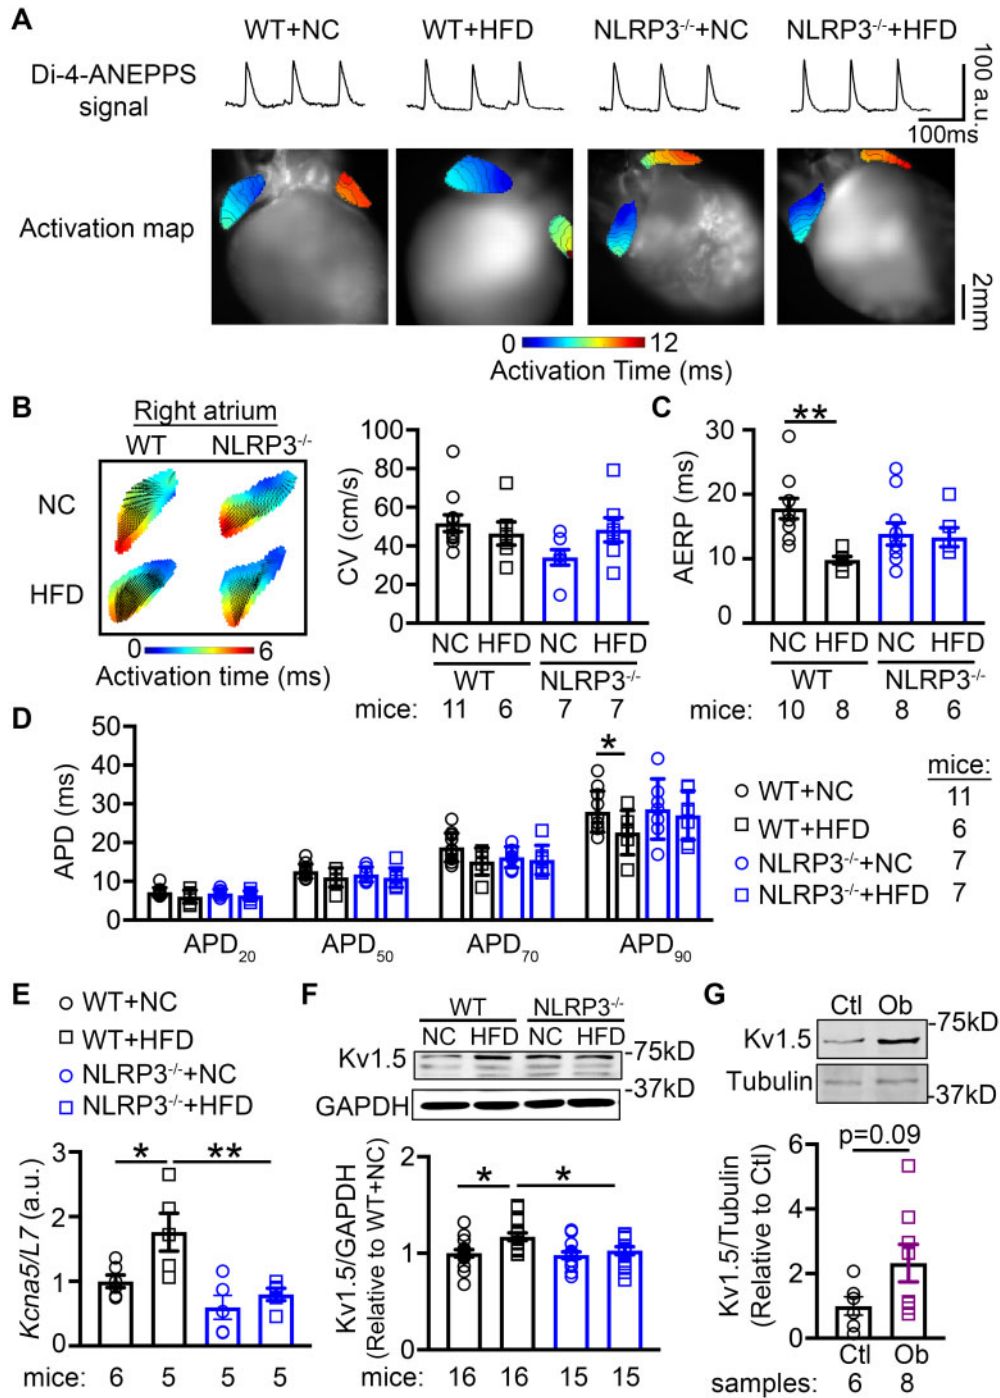 A
WT+NC WT+HFD NLRP3-/-+NC NLRP3-/-+HFD
Di-4-ANEPPS
signal
100 a.u.
100ms
Activation map
2mm
0 12
Activation Time (ms)
B
Right atrium
WT NLRP3-/-
NC
HFD
0 6
Activation time (ms)
CV (cm/s)
100
80
60
40
20
0
NC HFD NC HFD
WT NLRP3-/-
mice: 11 6 7 7
C
AERP (ms)
**
30
20
10
0
NC HFD NC HFD
WT NLRP3-/-
mice: 10 8 8 6
D
APD (ms)
50
40
30
20
10
0
*
APD20 APD50 APD70 APD90
mice:
WT+NC 11
WT+HFD 6
NLRP3-/-+NC 7
NLRP3-/-+HFD 7
E
WT+NC
WT+HFD
NLRP3-/-+NC
NLRP3-/-+HFD
Kcna5/L7 (a.u.)
3
2
1
0
* **
mice: 6 5 5 5
F
WT NLRP3-/-
NC HFD NC HFD
Kv1.5
-75kD
-37kD
GAPDH
Kv1.5/GAPDH
(Relative to WT+NC)
2
1
0
* *
mice: 16 16 15 15
G
Ctl Ob
-75kD
Kv1.5
Tubulin
-37kD
Kv1.5/Tubulin
(Relative to Ctl)
6
4
2
0
p=0.09
Ctl Ob
samples: 6 8